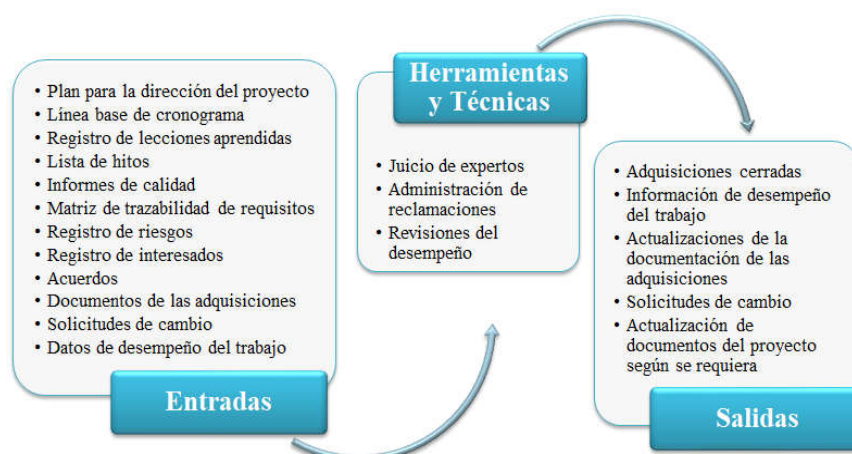 • Plan para la dirección del proyecto
• Línea base de cronograma
• Registro de lecciones aprendidas
• Lista de hitos
• Informes de calidad
• Matriz de trazabilidad de requisitos
• Registro de riesgos
• Registro de interesados
• Acuerdos
• Documentos de las adquisiciones
• Solicitudes de cambio
• Datos de desempeño del trabajo
Entradas
Herramientas
y Técnicas
• Juicio de expertos
• Administración de
reclamaciones
• Revisiones del
desempeño
• Adquisiciones cerradas
• Información de desempeño
del trabajo
• Actualizaciones de la
documentación de las
adquisiciones
• Solicitudes de cambio
• Actualización de
documentos del proyecto
según se requiera
Salidas